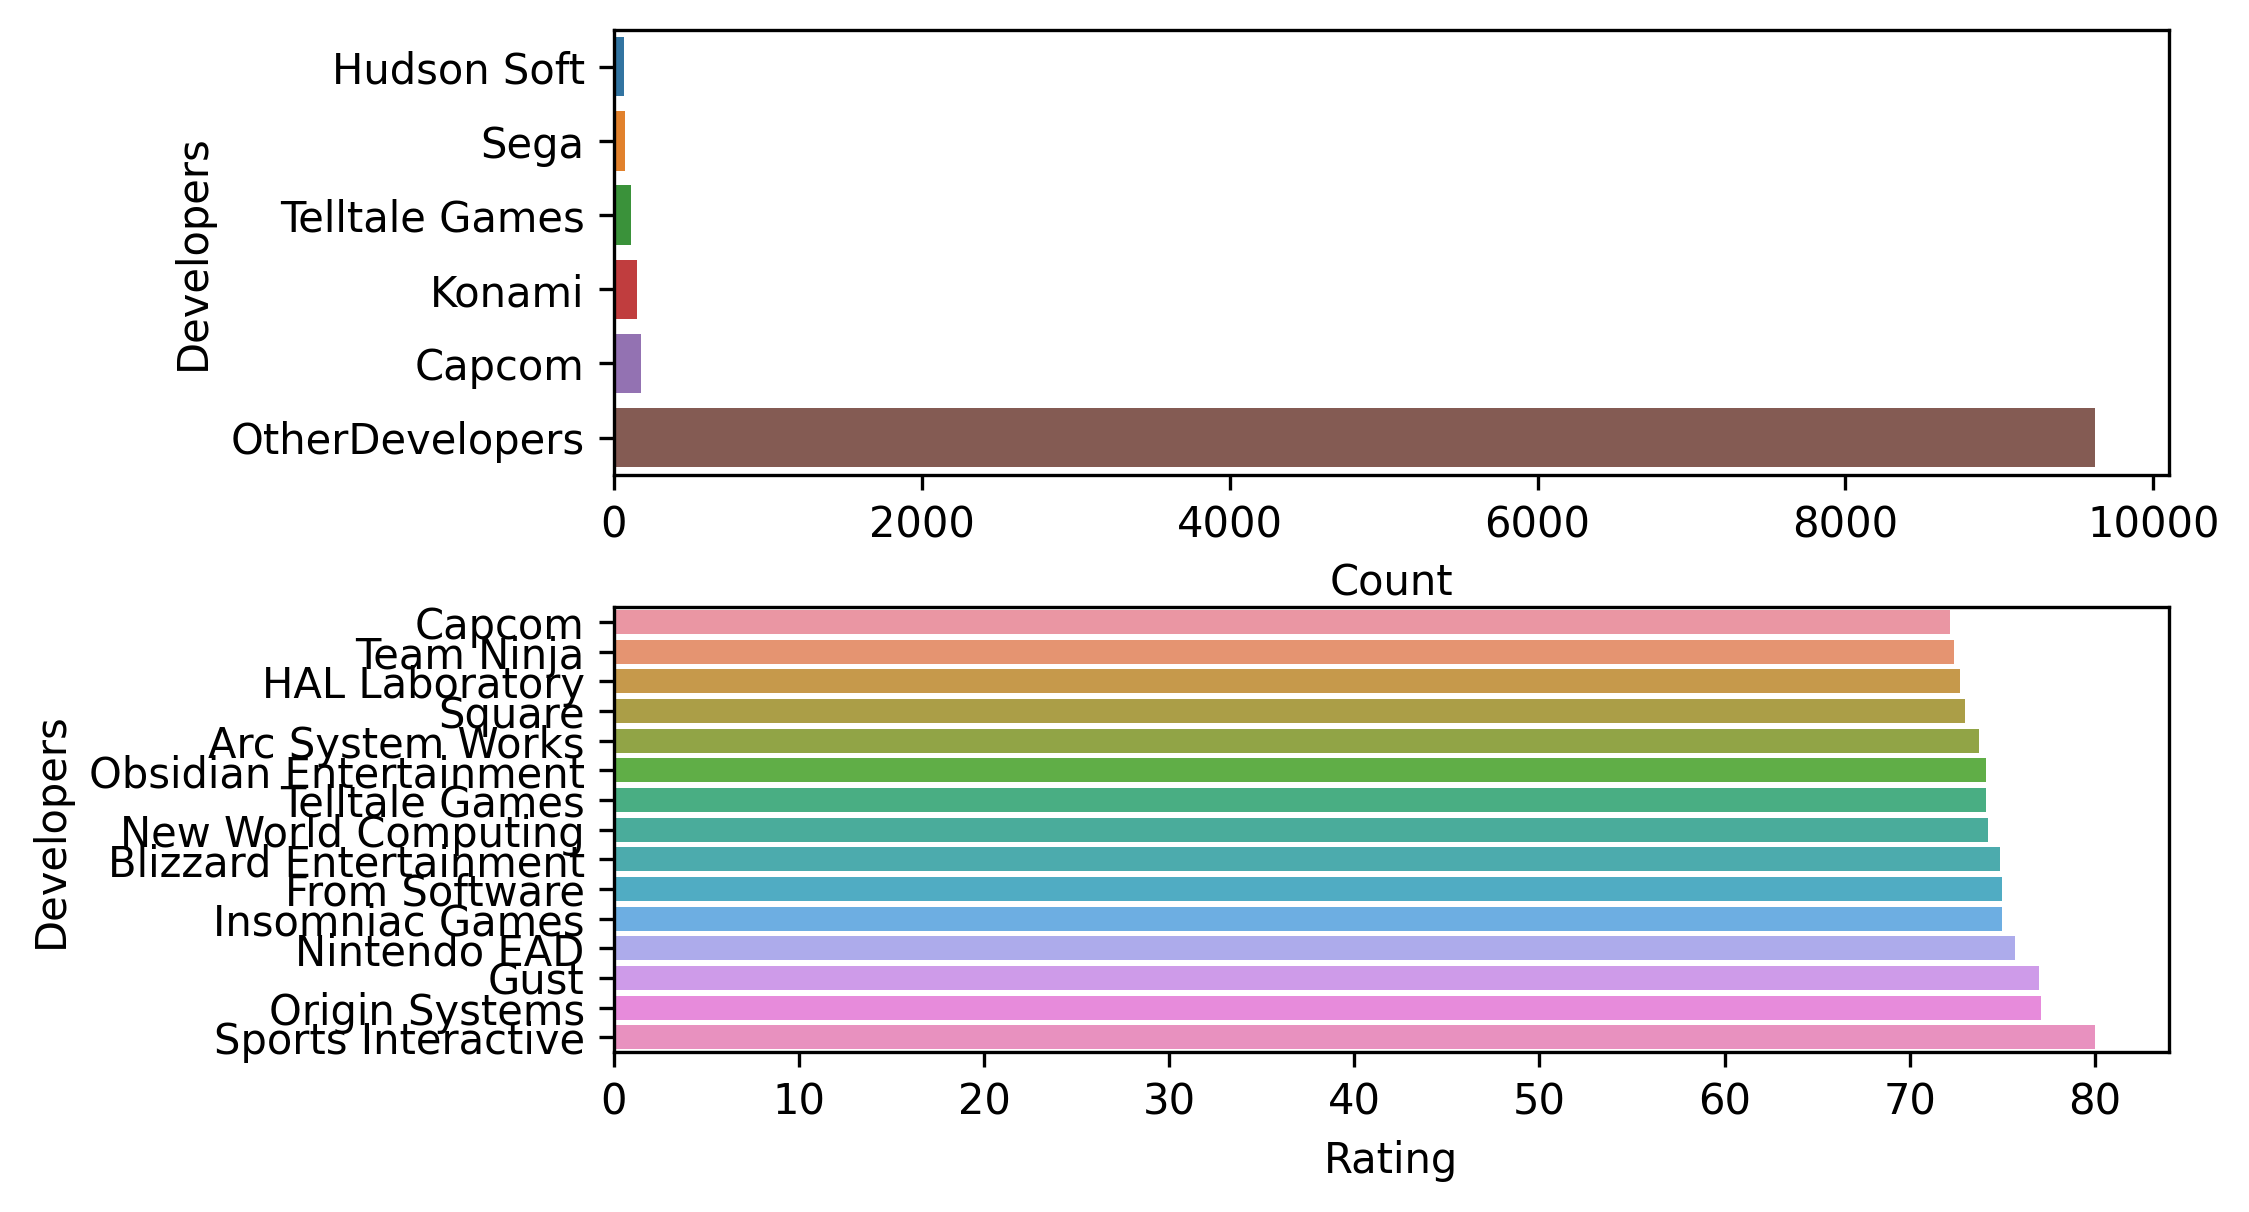 Developers
Hudson Soft
Sega
Telltale Games
Konami
Capcom
OtherDevelopers
0 2000 4000 6000 8000 10000
Count
Developers
Capcom
Team Ninja
HAL Laboratory
Square
Arc System Works
Obsidian Entertainment
Telltale Games
New World Computing
Blizzard Entertainment
From Software
Insomniac Games
Nintendo EAD
Gust
Origin Systems
Sports Interactive
0 10 20 30 40 50 60 70 80
Rating